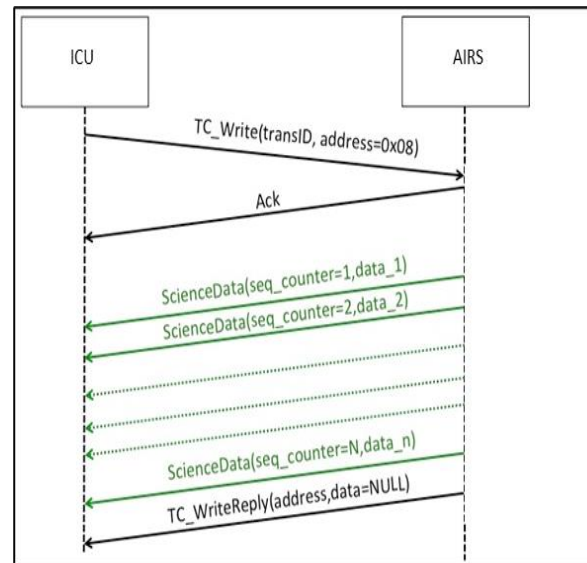 ICU
AIRS
TC_Write(transID, address=0x08)
Ack
ScienceData(seq_counter=1,data_1)
ScienceData(seq_counter=2,data_2)
ScienceData(seq_counter=N,data_n)
TC_WriteReply(address,data=NULL)